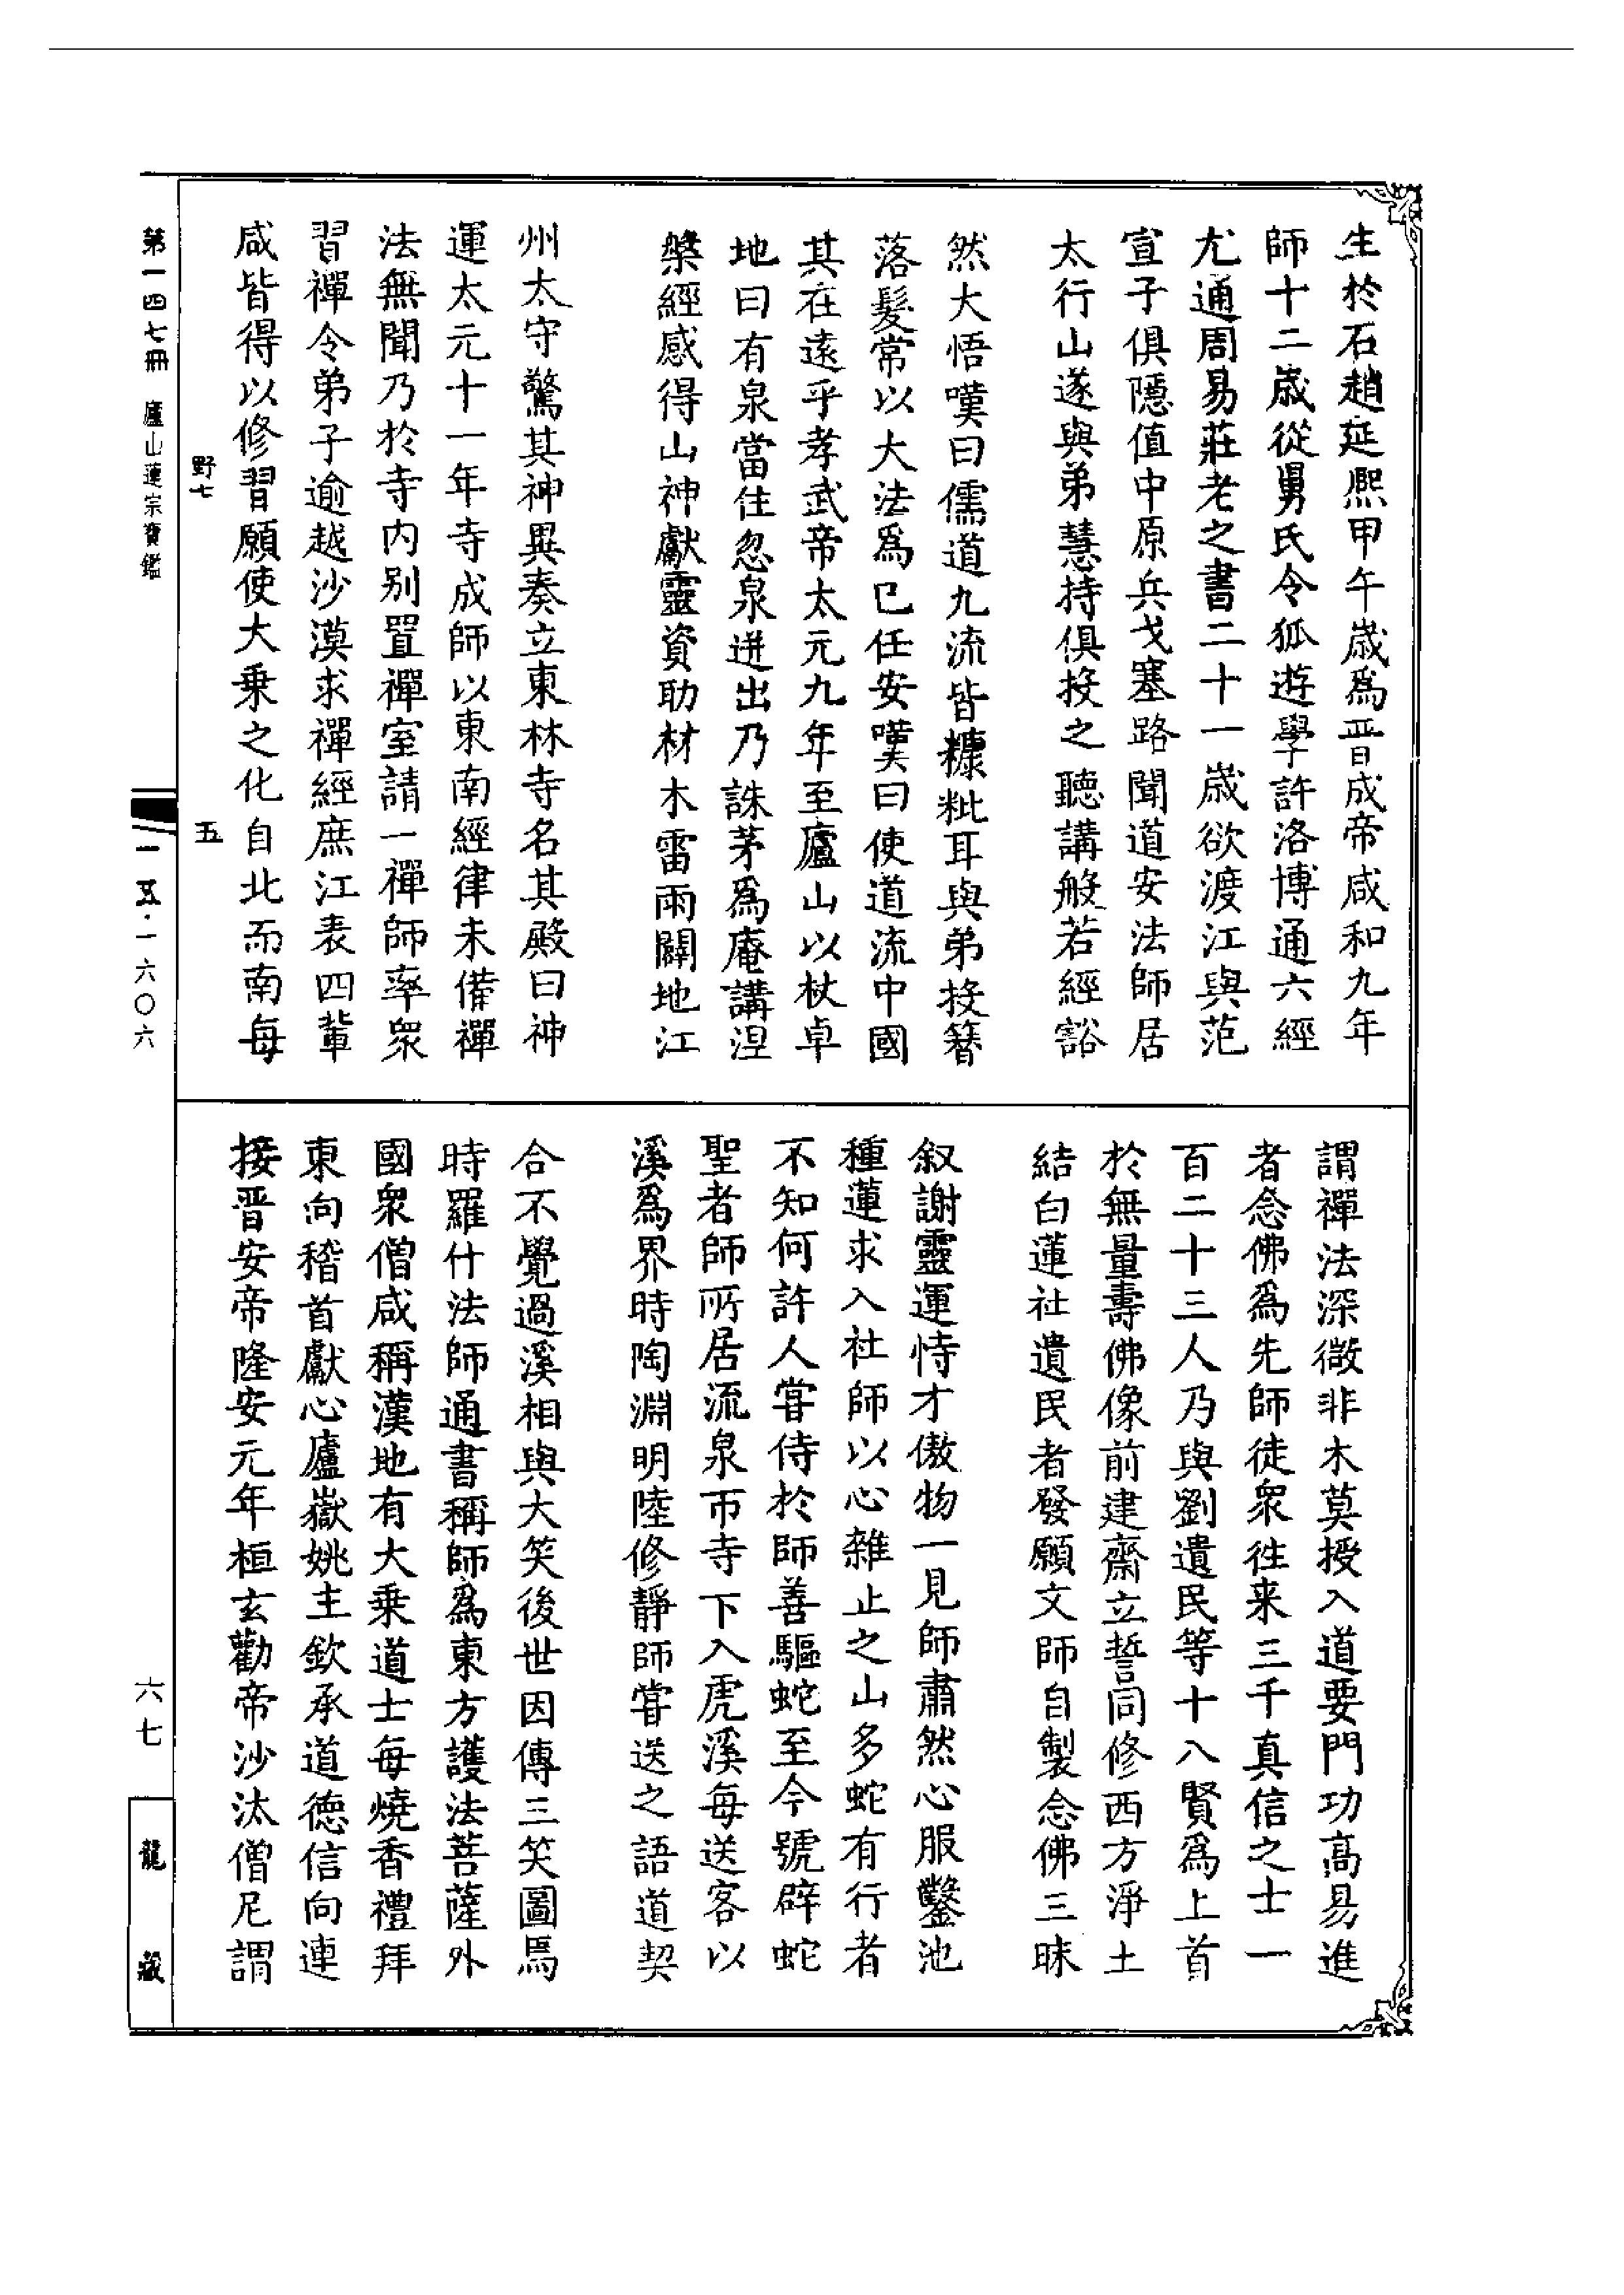 生於石趙延熙甲午歲爲晋成帝咸和九年
師十二歲從舅氏令狐遊學許洛博通六經
尤通周易莊老之書二十一歲欲渡江與范
宣子俱隱值中原兵戈塞路聞道安法師居
太行山遂與弟慧持俱投之聽講般若經豁
然大悟嘆曰儒道九流皆糠粃耳與弟投簪
落髮常以大法爲已任安嘆曰使道流中國
其在遠乎孝武帝太元九年至廬山以杖卓
地曰有泉當住忽泉迸出乃誅茅爲庵講涅
槃經感得山神獻靈資助材木雷雨闢地江
州太守驚其神異奏立東林寺名其殿曰神
運太元十一年寺成師以東南經律未備禪
法無聞乃於寺内别置禪室請一禪師率衆
習禪令弟子逾越沙漠求禪經庶江表四輩
咸皆得以修習願使大乗之化自北而南每
謂禪法深微非木莫授入道要門功高易進
者念佛爲先師徒衆往来三千真信之士一
百二十三人乃與劉遺民等十八賢爲上首
於無量壽佛像前建齋立誓同修西方淨土
結白蓮社遺民者發願文師自製念佛三昧
叙謝靈運恃才傲物一見師肅然心服鑿池
種蓮求入社師以心雜止之山多蛇有行者
不知何許人甞侍於師善驅蛇至今號辟蛇
聖者師所居流泉帀寺下入虎溪每送客以
溪爲界時陶淵明陸修靜師甞送之語道契
合不覺過溪相與大笑後世因傳三笑圖焉
時羅什法師通書稱師爲東方護法菩薩外
國衆僧咸稱漢地有大乗道士每燒香禮拜
東向稽首獻心廬嶽姚主欽承道德信向連
接晋安帝隆安元年桓玄勸帝沙汰僧尼謂
野七
五
第一四七冊 廬山蓮宗寶鑑
一五·一六〇六
六七
龍藏